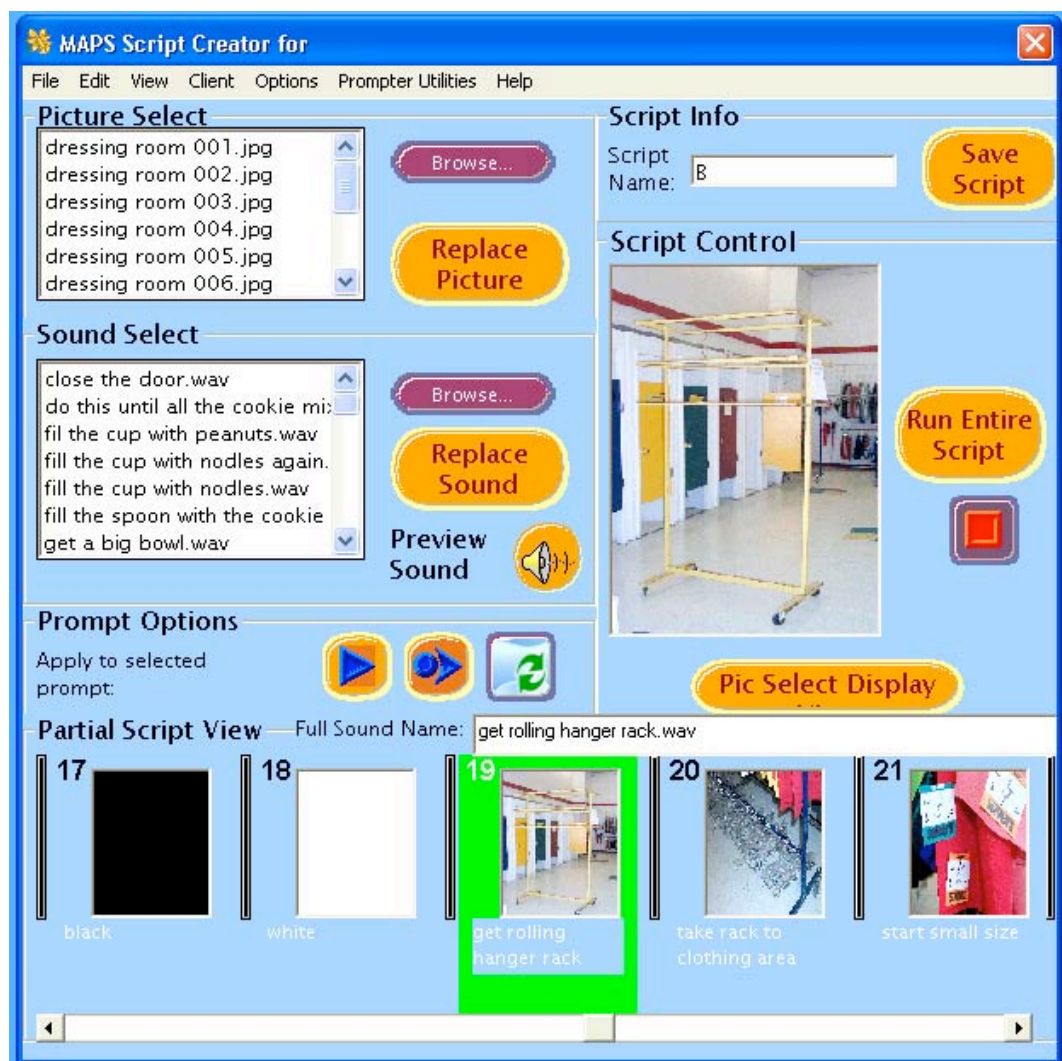 MAPS Script Creator for
File Edit View Client Options Prompter Utilities Help
Picture Select
dressing room 001.jpg
dressing room 002.jpg
dressing room 003.jpg
dressing room 004.jpg
dressing room 005.jpg
dressing room 006.jpg
Browse...
Replace
Picture
Script Info
Script
Name:
B
Save
Script
Sound Select
close the door.wav
do this until all the cookie mix
fil the cup with peanuts.wav
fill the cup with nodles again.
fill the cup with nodles.wav
fill the spoon with the cookie
get a big bowl.wav
Browse...
Replace
Sound
Preview
Sound
Script Control
Run Entire
Script
Pic Select Display
Prompt Options
Apply to selected
prompt:
Partial Script View
Full Sound Name: get rolling hanger rack.wav
17
black
18
white
19
get rolling
hanger rack
20
take rack to
clothing area
21
start small size